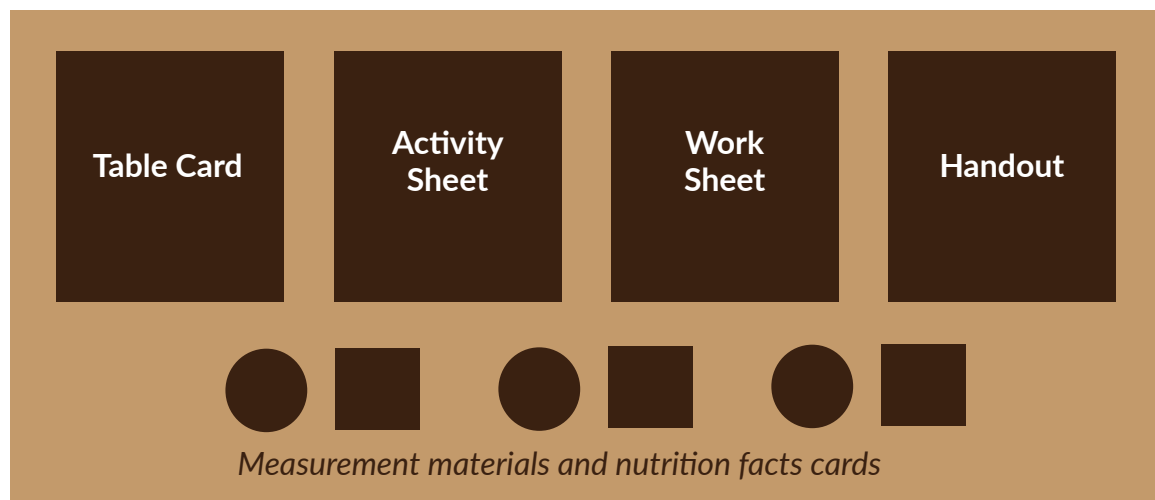 Table Card
Activity
Sheet
Work
Sheet
Handout
Measurement materials and nutrition facts cards